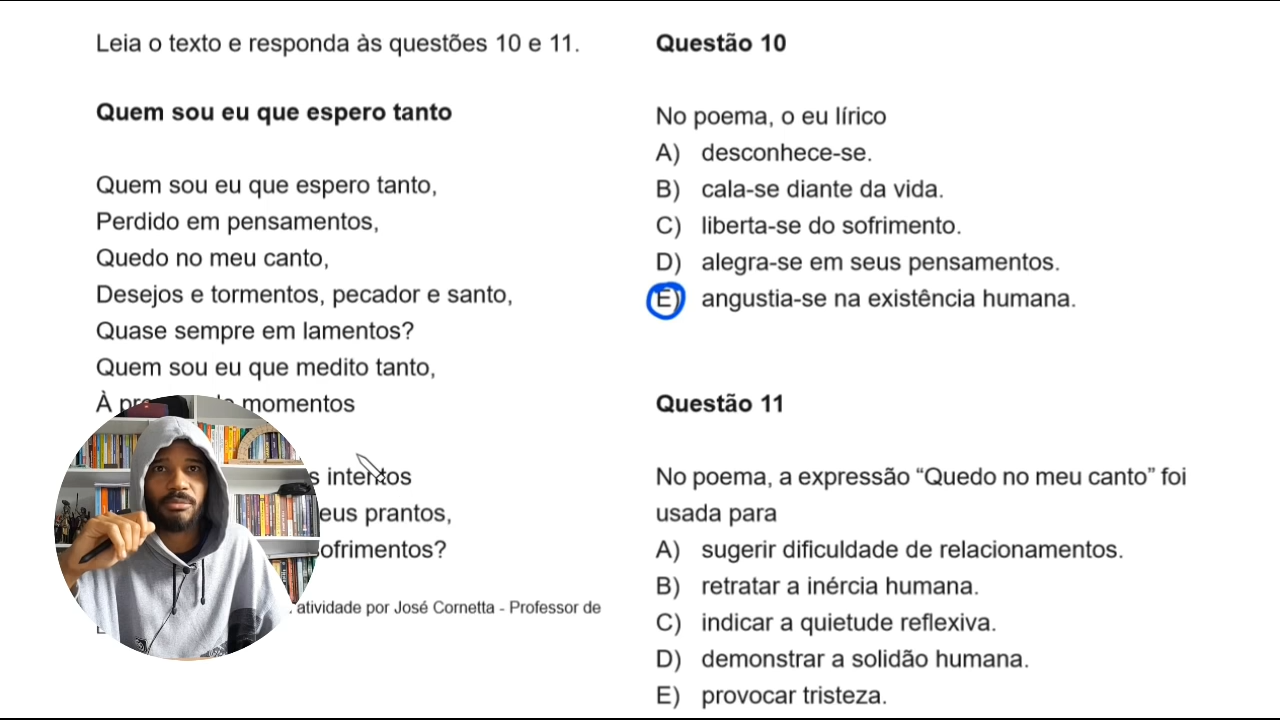 Leia o texto e responda às questões 10 e 11.
Quem sou eu que espero tanto
Quem sou eu que espero tanto,
Perdido em pensamentos,
Quedo no meu canto,
Desejos e tormentos, pecador e santo,
Quase sempre em lamentos?
Quem sou eu que medito tanto,
À momentos
intentos
prantos,
sofrimentos?
atividade por José Cornetta - Professor de
Questão 10
No poema, o eu lírico
A) desconhece-se.
B) cala-se diante da vida.
C) liberta-se do sofrimento.
D) alegra-se em seus pensamentos.
E) angustia-se na existência humana.
Questão 11
No poema, a expressão “Quedo no meu canto” foi
usada para
A) sugerir dificuldade de relacionamentos.
B) retratar a inércia humana.
C) indicar a quietude reflexiva.
D) demonstrar a solidão humana.
E) provocar tristeza.